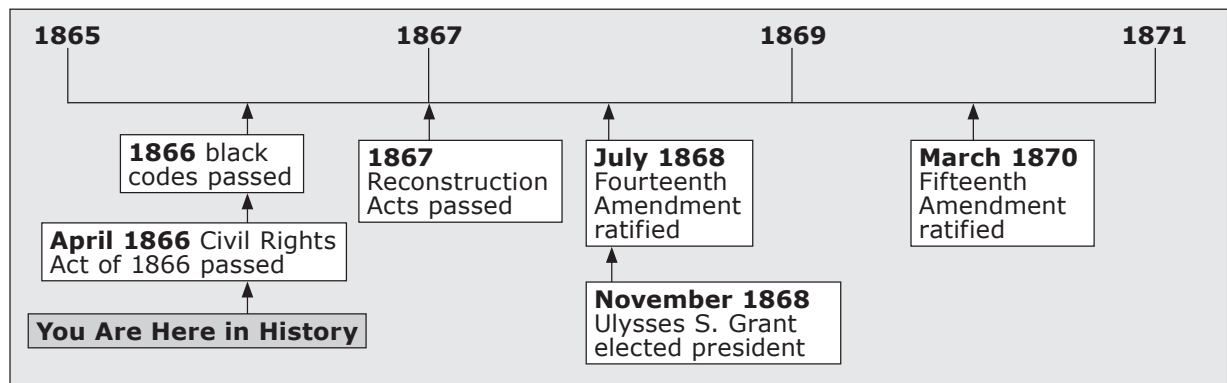 1865 1867 1869 1871
1866 black
codes passed
April 1866 Civil Rights
Act of 1866 passed
You Are Here in History
1867
Reconstruction
Acts passed
July 1868
Fourteenth
Amendment
ratified
November 1868
Ulysses S. Grant
elected president
March 1870
Fifteenth
Amendment
ratified